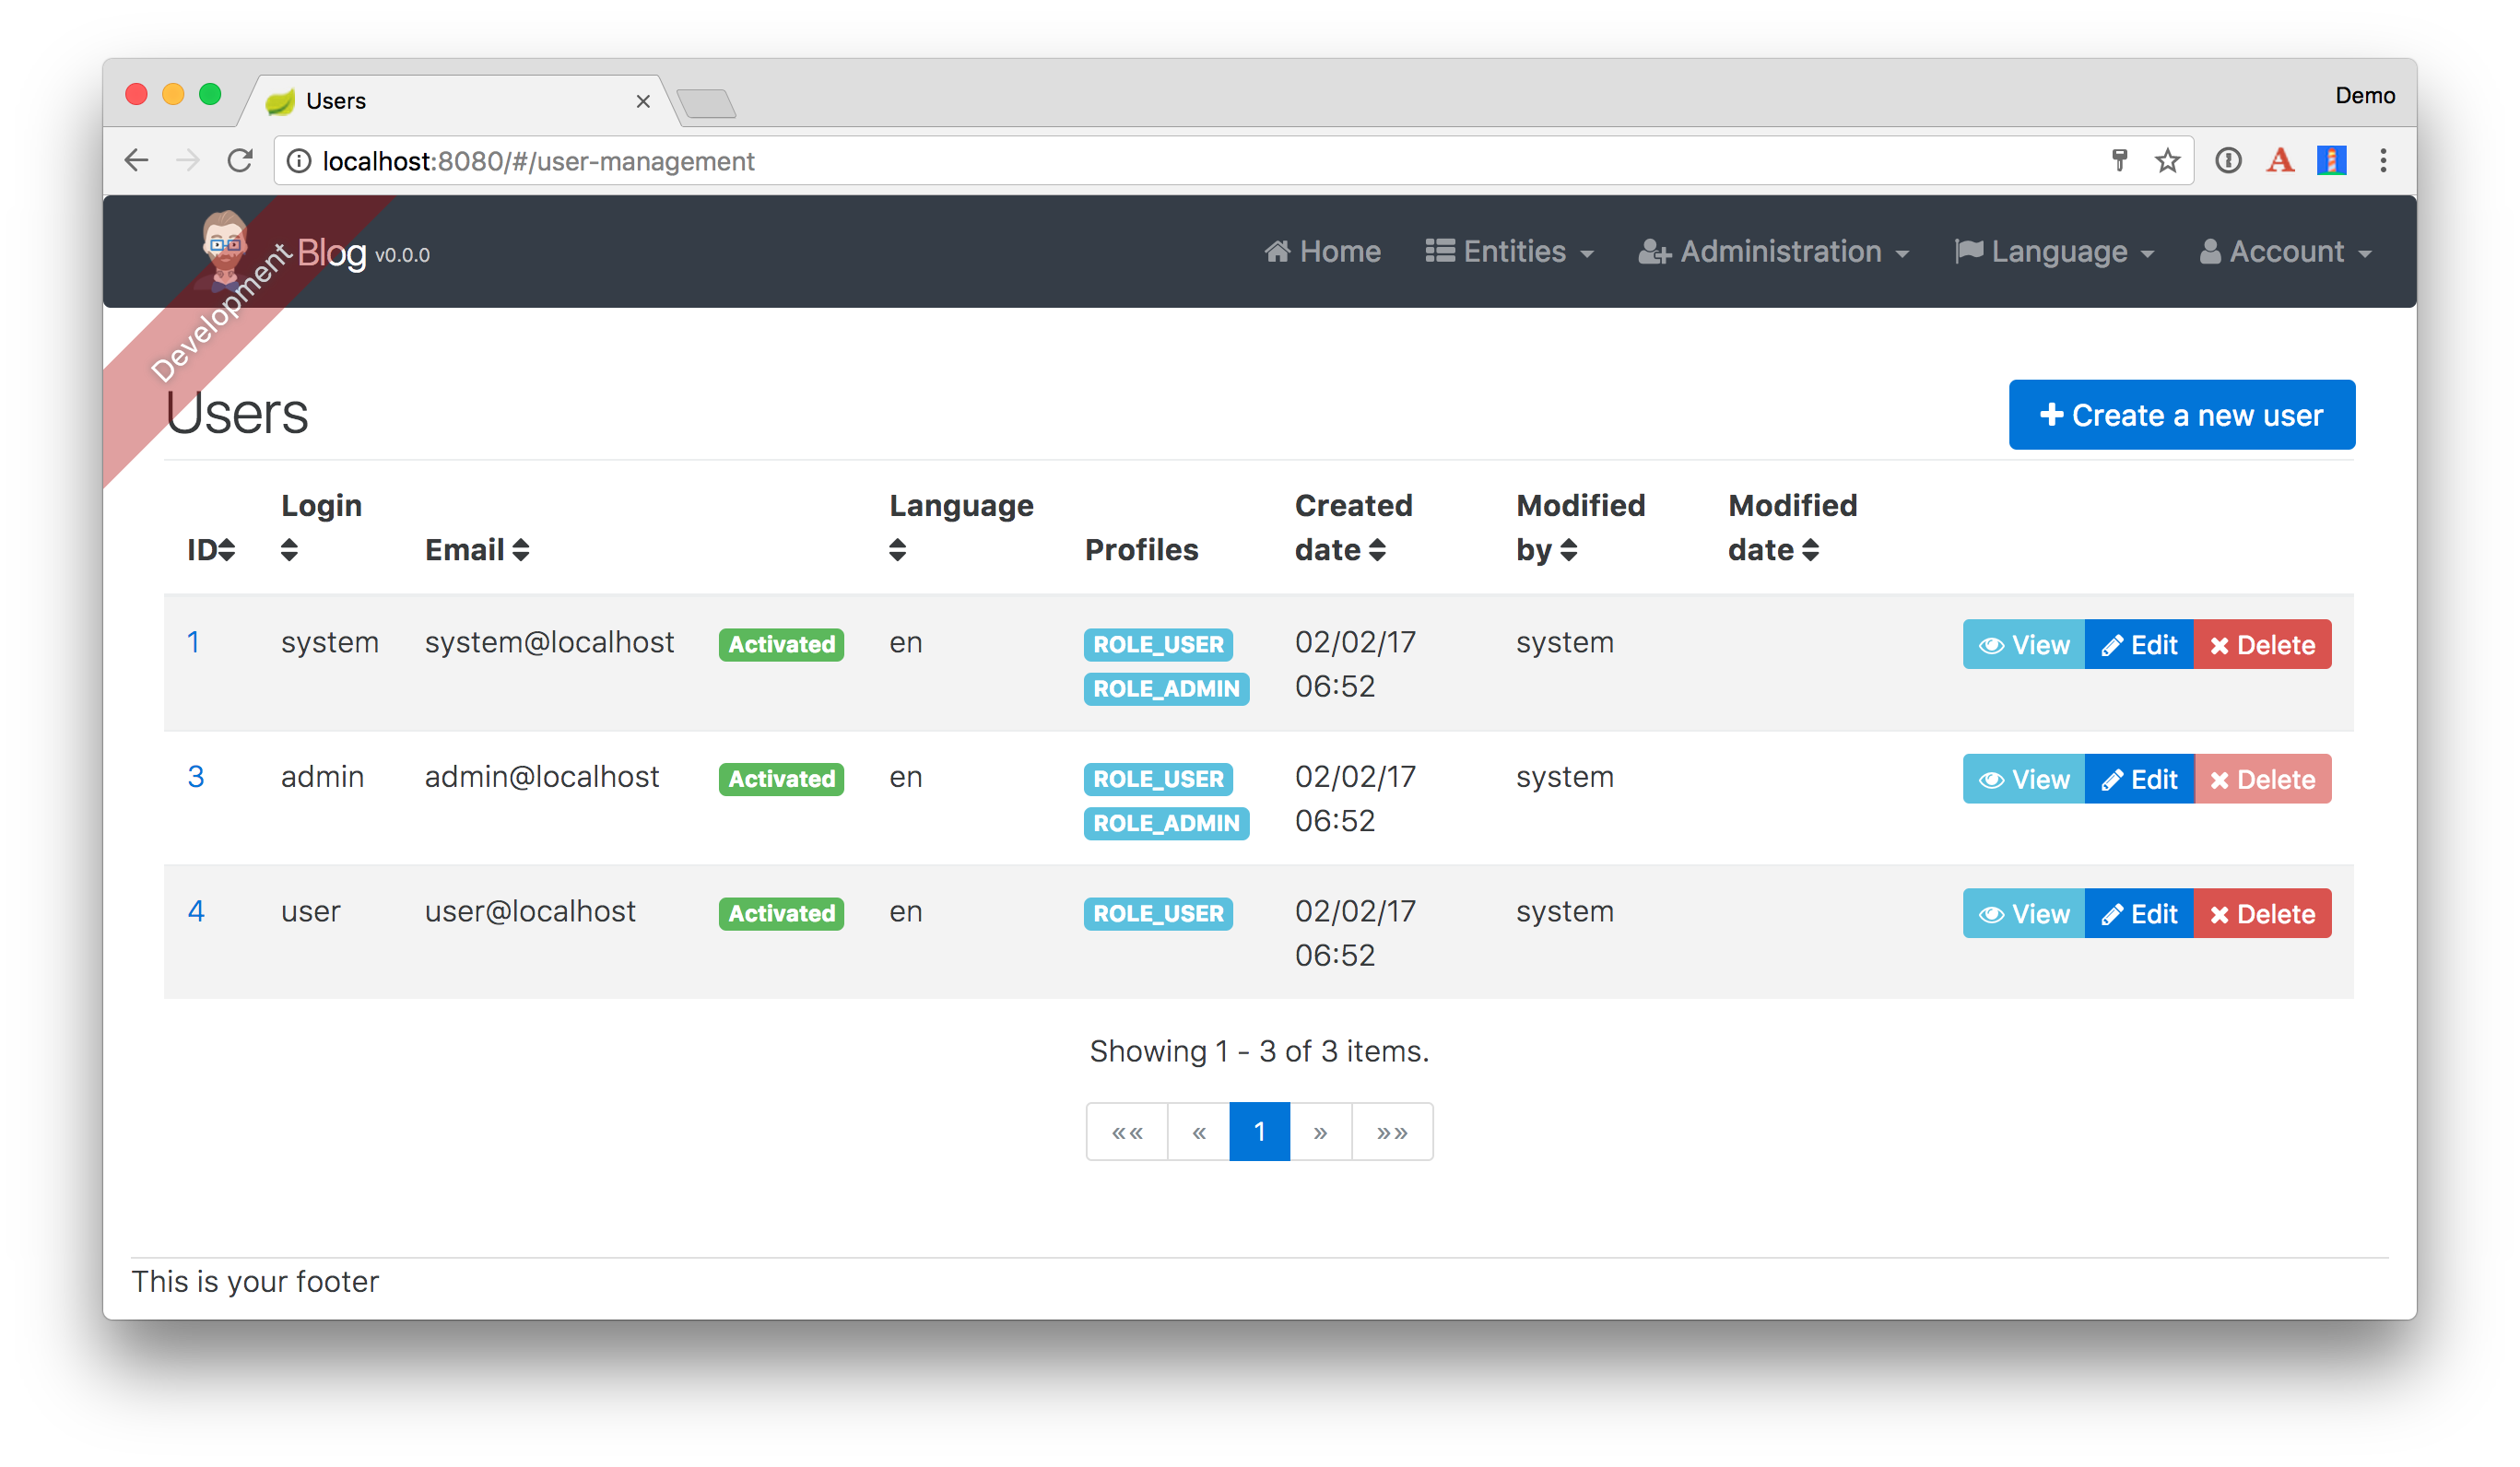 Users
Demo
localhost:8080/#/user-management
A
Development
Blog v0.0.0
Home Entities Administration Language Account
Users
+ Create a new user
ID Login Email Language Profiles Created date Modified by Modified date
1 system system@localhost Activated en ROLE_USER 02/02/17 system View Edit Delete
ROLE_ADMIN 06:52
3 admin admin@localhost Activated en ROLE_USER 02/02/17 system View Edit Delete
ROLE_ADMIN 06:52
4 user user@localhost Activated en ROLE_USER 02/02/17 system View Edit Delete
06:52
Showing 1 - 3 of 3 items.
«« « 1 » »»
This is your footer